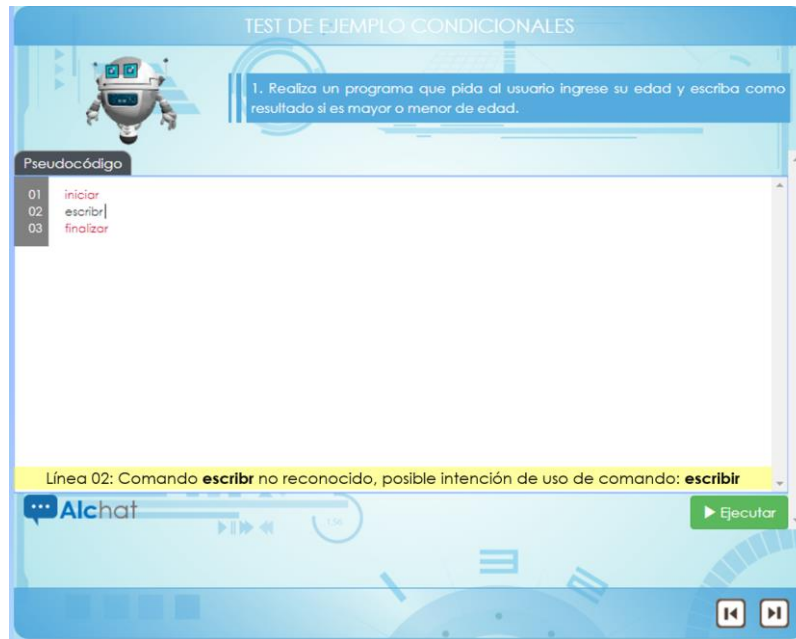 TEST DE EJEMPLO CONDICIONALES
1. Realiza un programa que pida al usuario ingrese su edad y escriba como
resultado si es mayor o menor de edad.
Pseudocódigo
01 iniciar
02 escribr
03 finalizar
Línea 02: Comando escribr no reconocido, posible intención de uso de comando: escribir
AIchat
Ejecutar